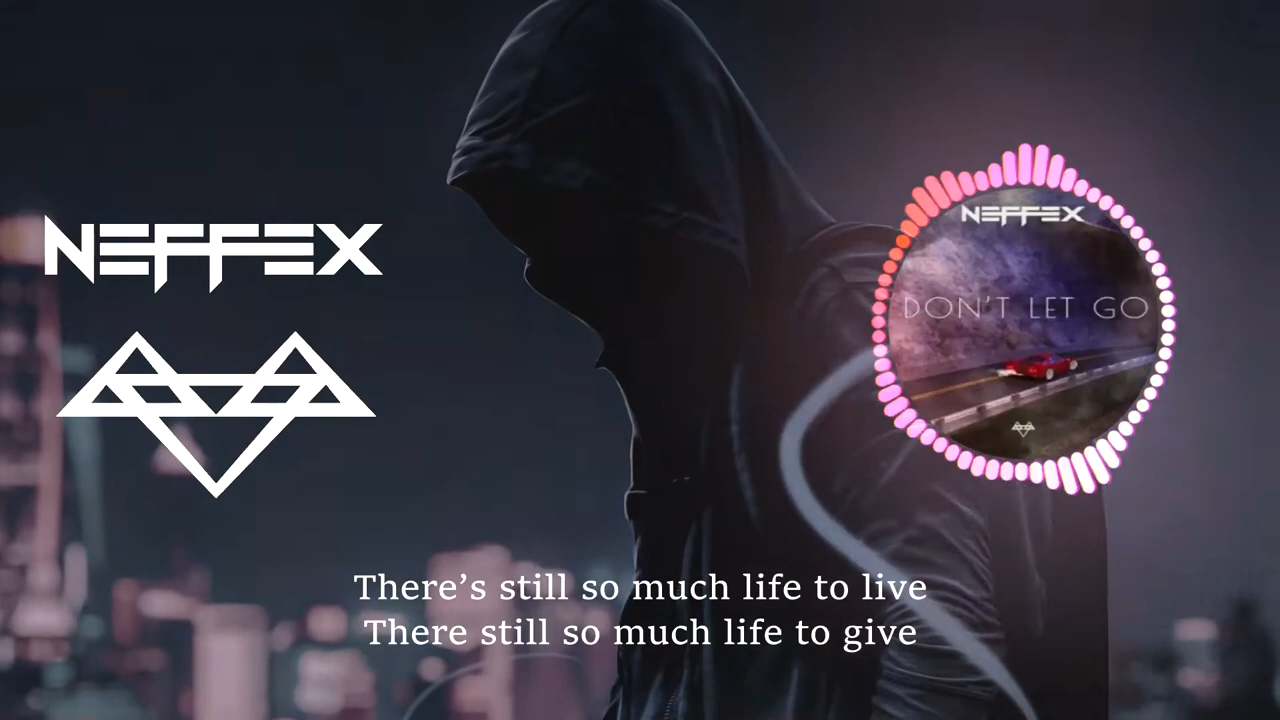 NEFFEX
NEFFEX
DON'T LET GO
There’s still so much life to live
There still so much life to give